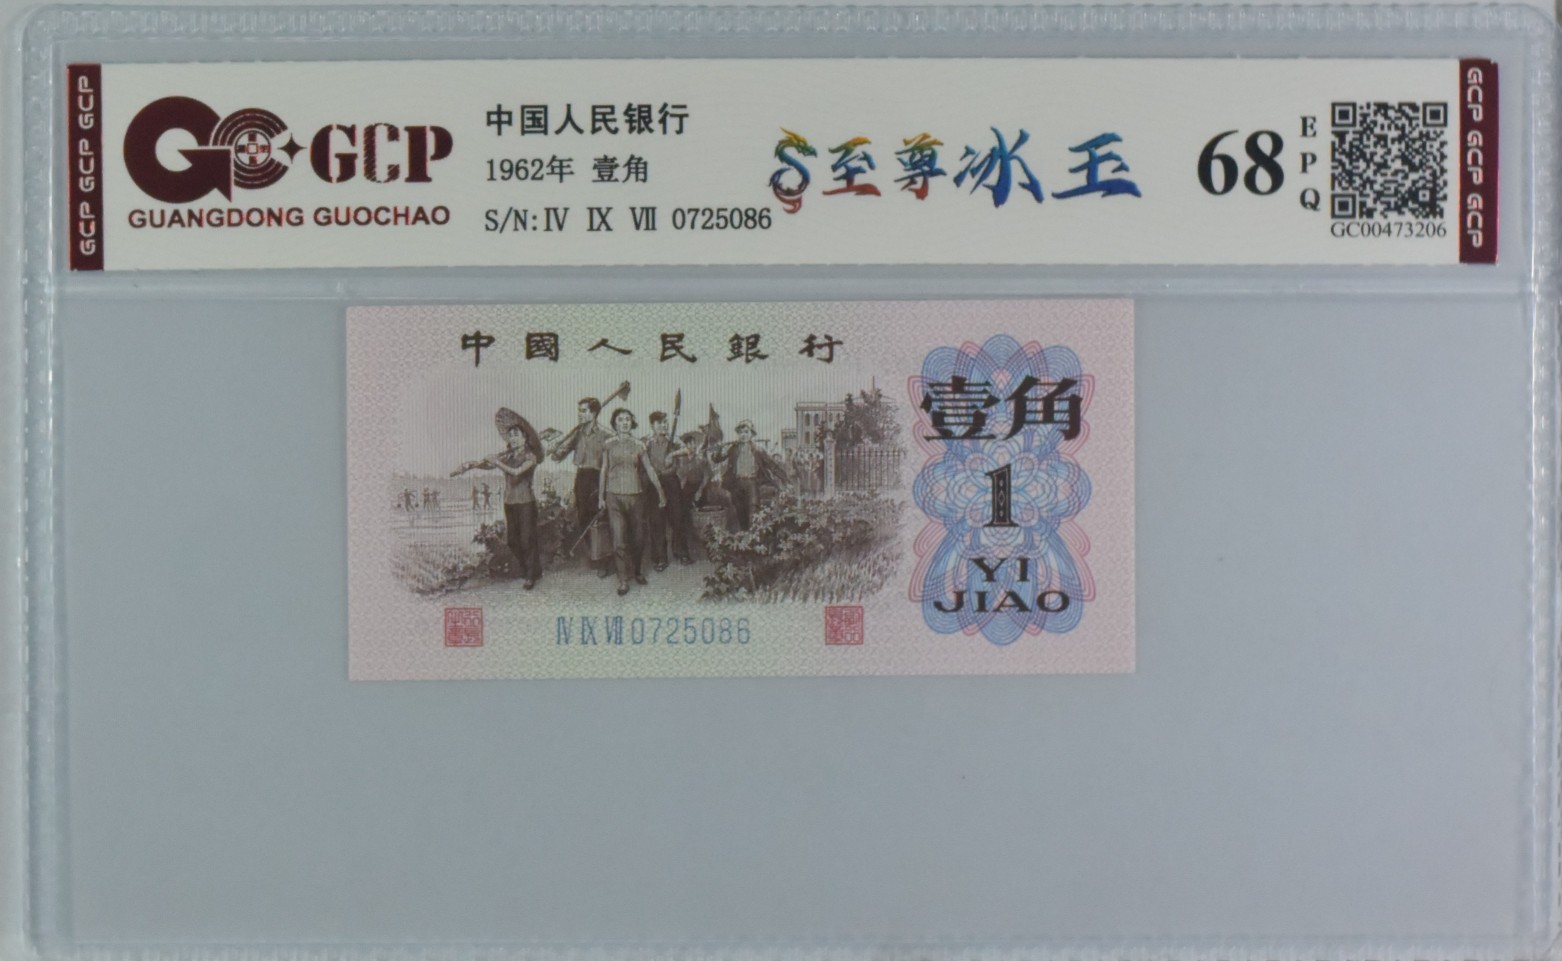 GCP GCP GCP
GCP
GUANGDONG GUOCHAO
中国人民银行
1962年 壹角
S/N: IV IX VII 0725086
至尊冰玉
68
EPQ
GC00473206
GCP GCP GCP
中國人民銀行
壹角
1
YI
JIAO
IV IX VII 0725086